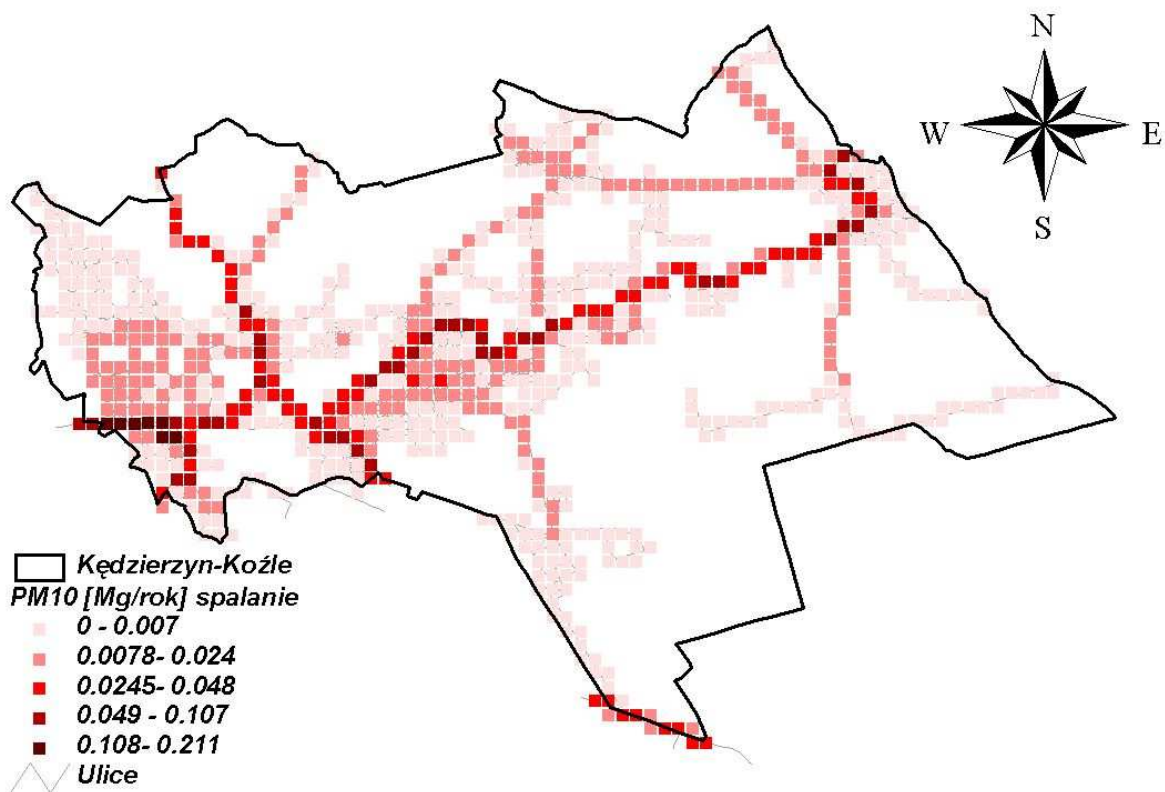 N
W E
S
Kędzierzyn-Koźle
PM10 [Mg/rok] spalanie
0 - 0.007
0.0078- 0.024
0.0245- 0.048
0.049 - 0.107
0.108- 0.211
Ulice